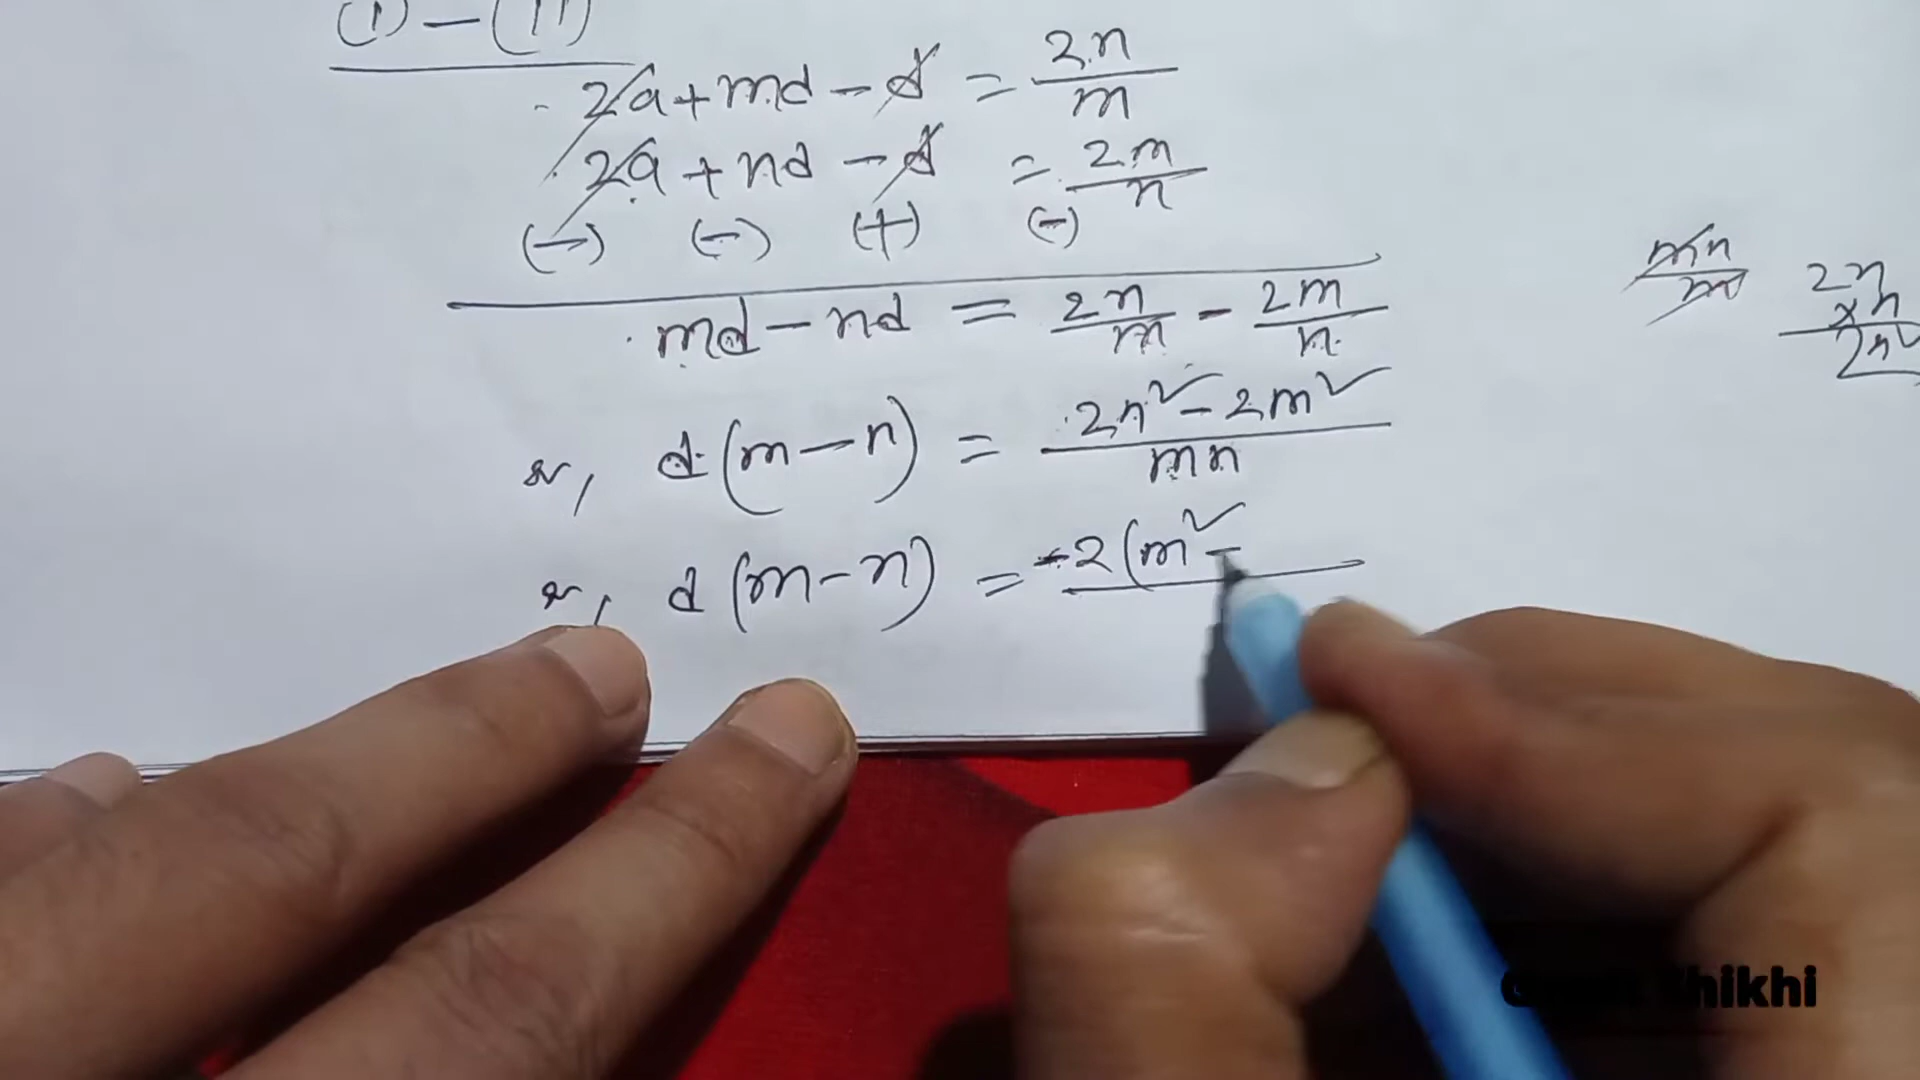 (I) - (II)
2a + md - d = 2n/m
2a + nd - d = 2m/n
(-) (-) (+) (-)
md - nd = 2n/m - 2m/n
or, d(m - n) = 2n² - 2m² / mn
or, d(m - n) = -2(m² -
mn
2n
×n
2n²